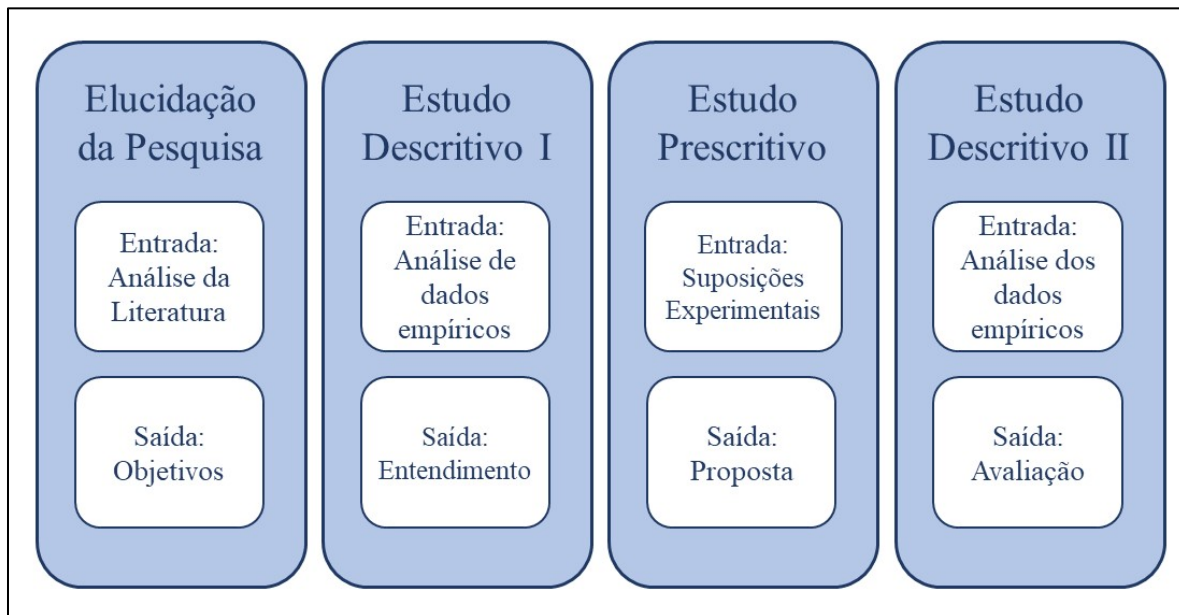 Elucidação
da Pesquisa
Entrada:
Análise da
Literatura
Saída:
Objetivos
Estudo
Descritivo I
Entrada:
Análise de
dados
empíricos
Saída:
Entendimento
Estudo
Prescritivo
Entrada:
Suposições
Experimentais
Saída:
Proposta
Estudo
Descritivo II
Entrada:
Análise dos
dados
empíricos
Saída:
Avaliação